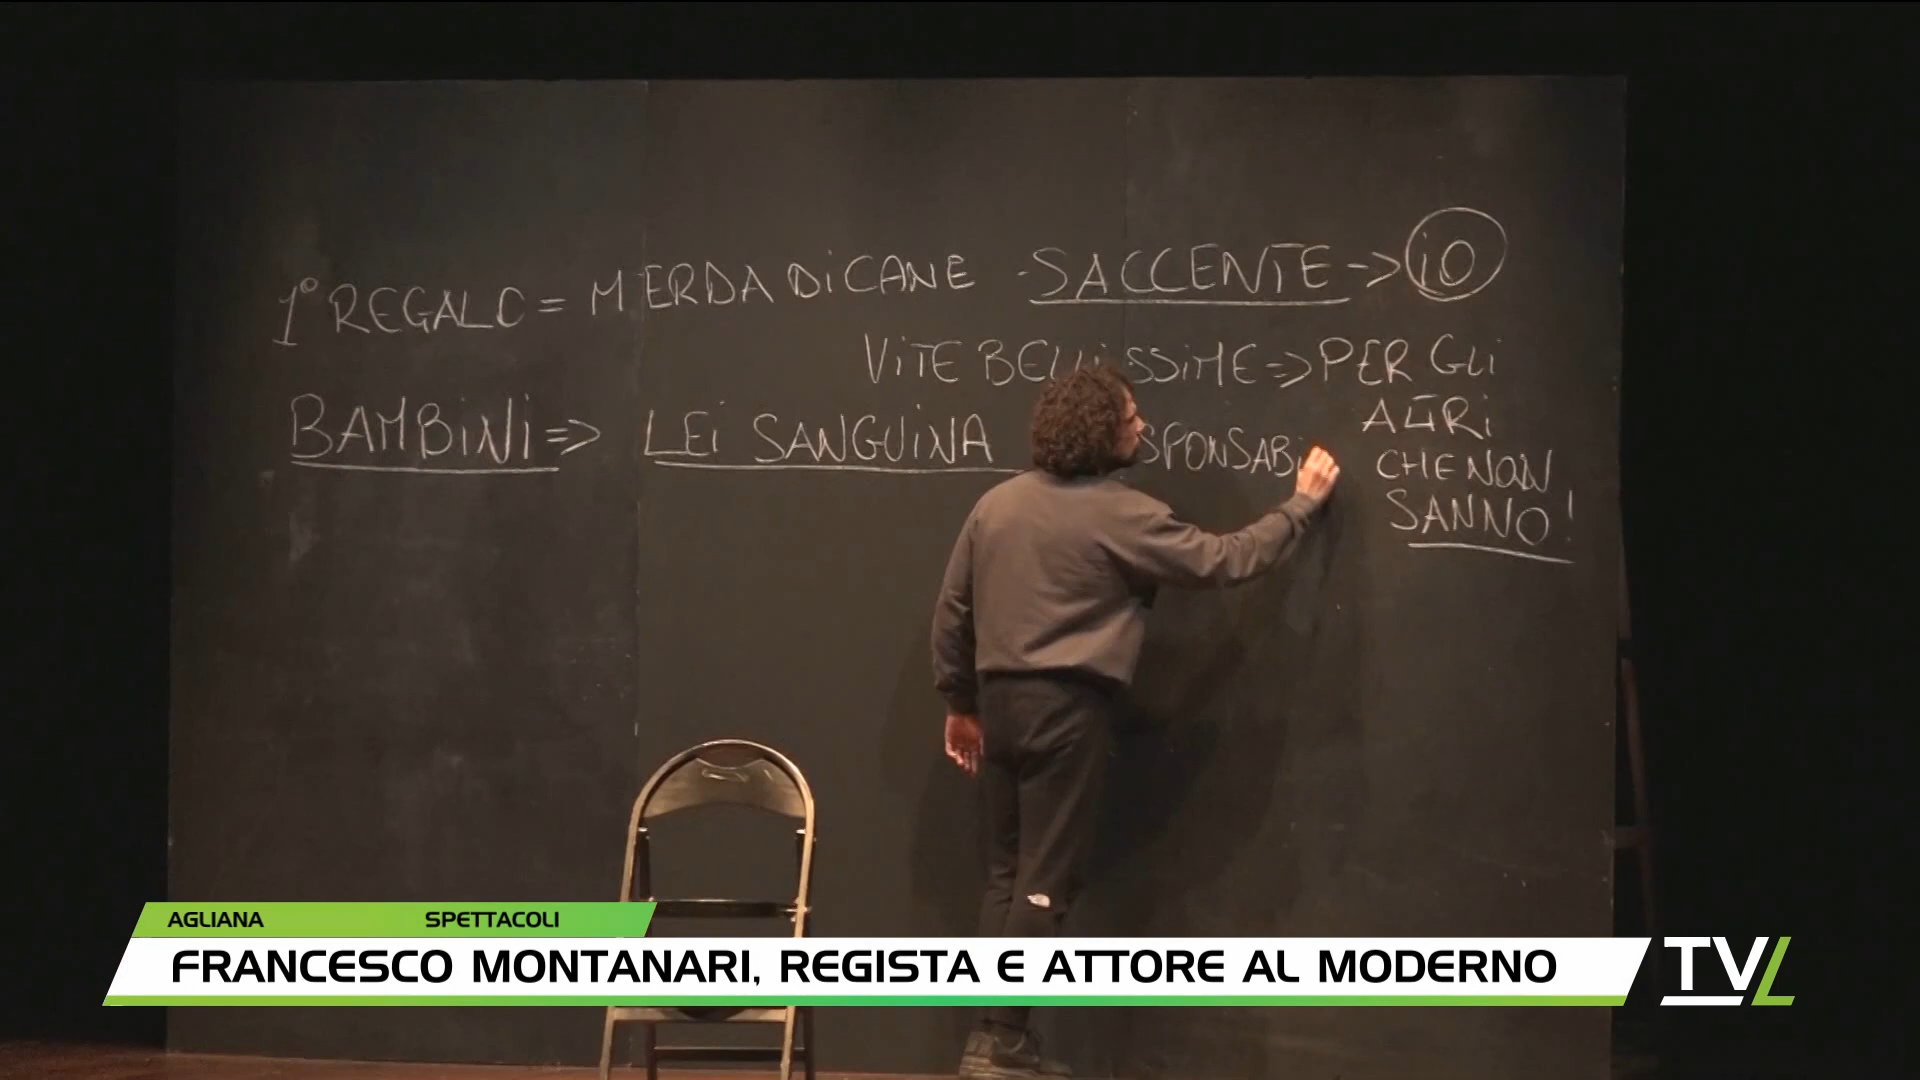 1° REGALO = MERDA DI CANE - SACCENTE -> iO
VITE BELLISSIME => PER GLI
ALTRI
BAMBINI => LEI SANGUINA
CHE NON
SANNO!
AGLIANA SPETTACOLI
FRANCESCO MONTANARI, REGISTA E ATTORE AL MODERNO
TVL